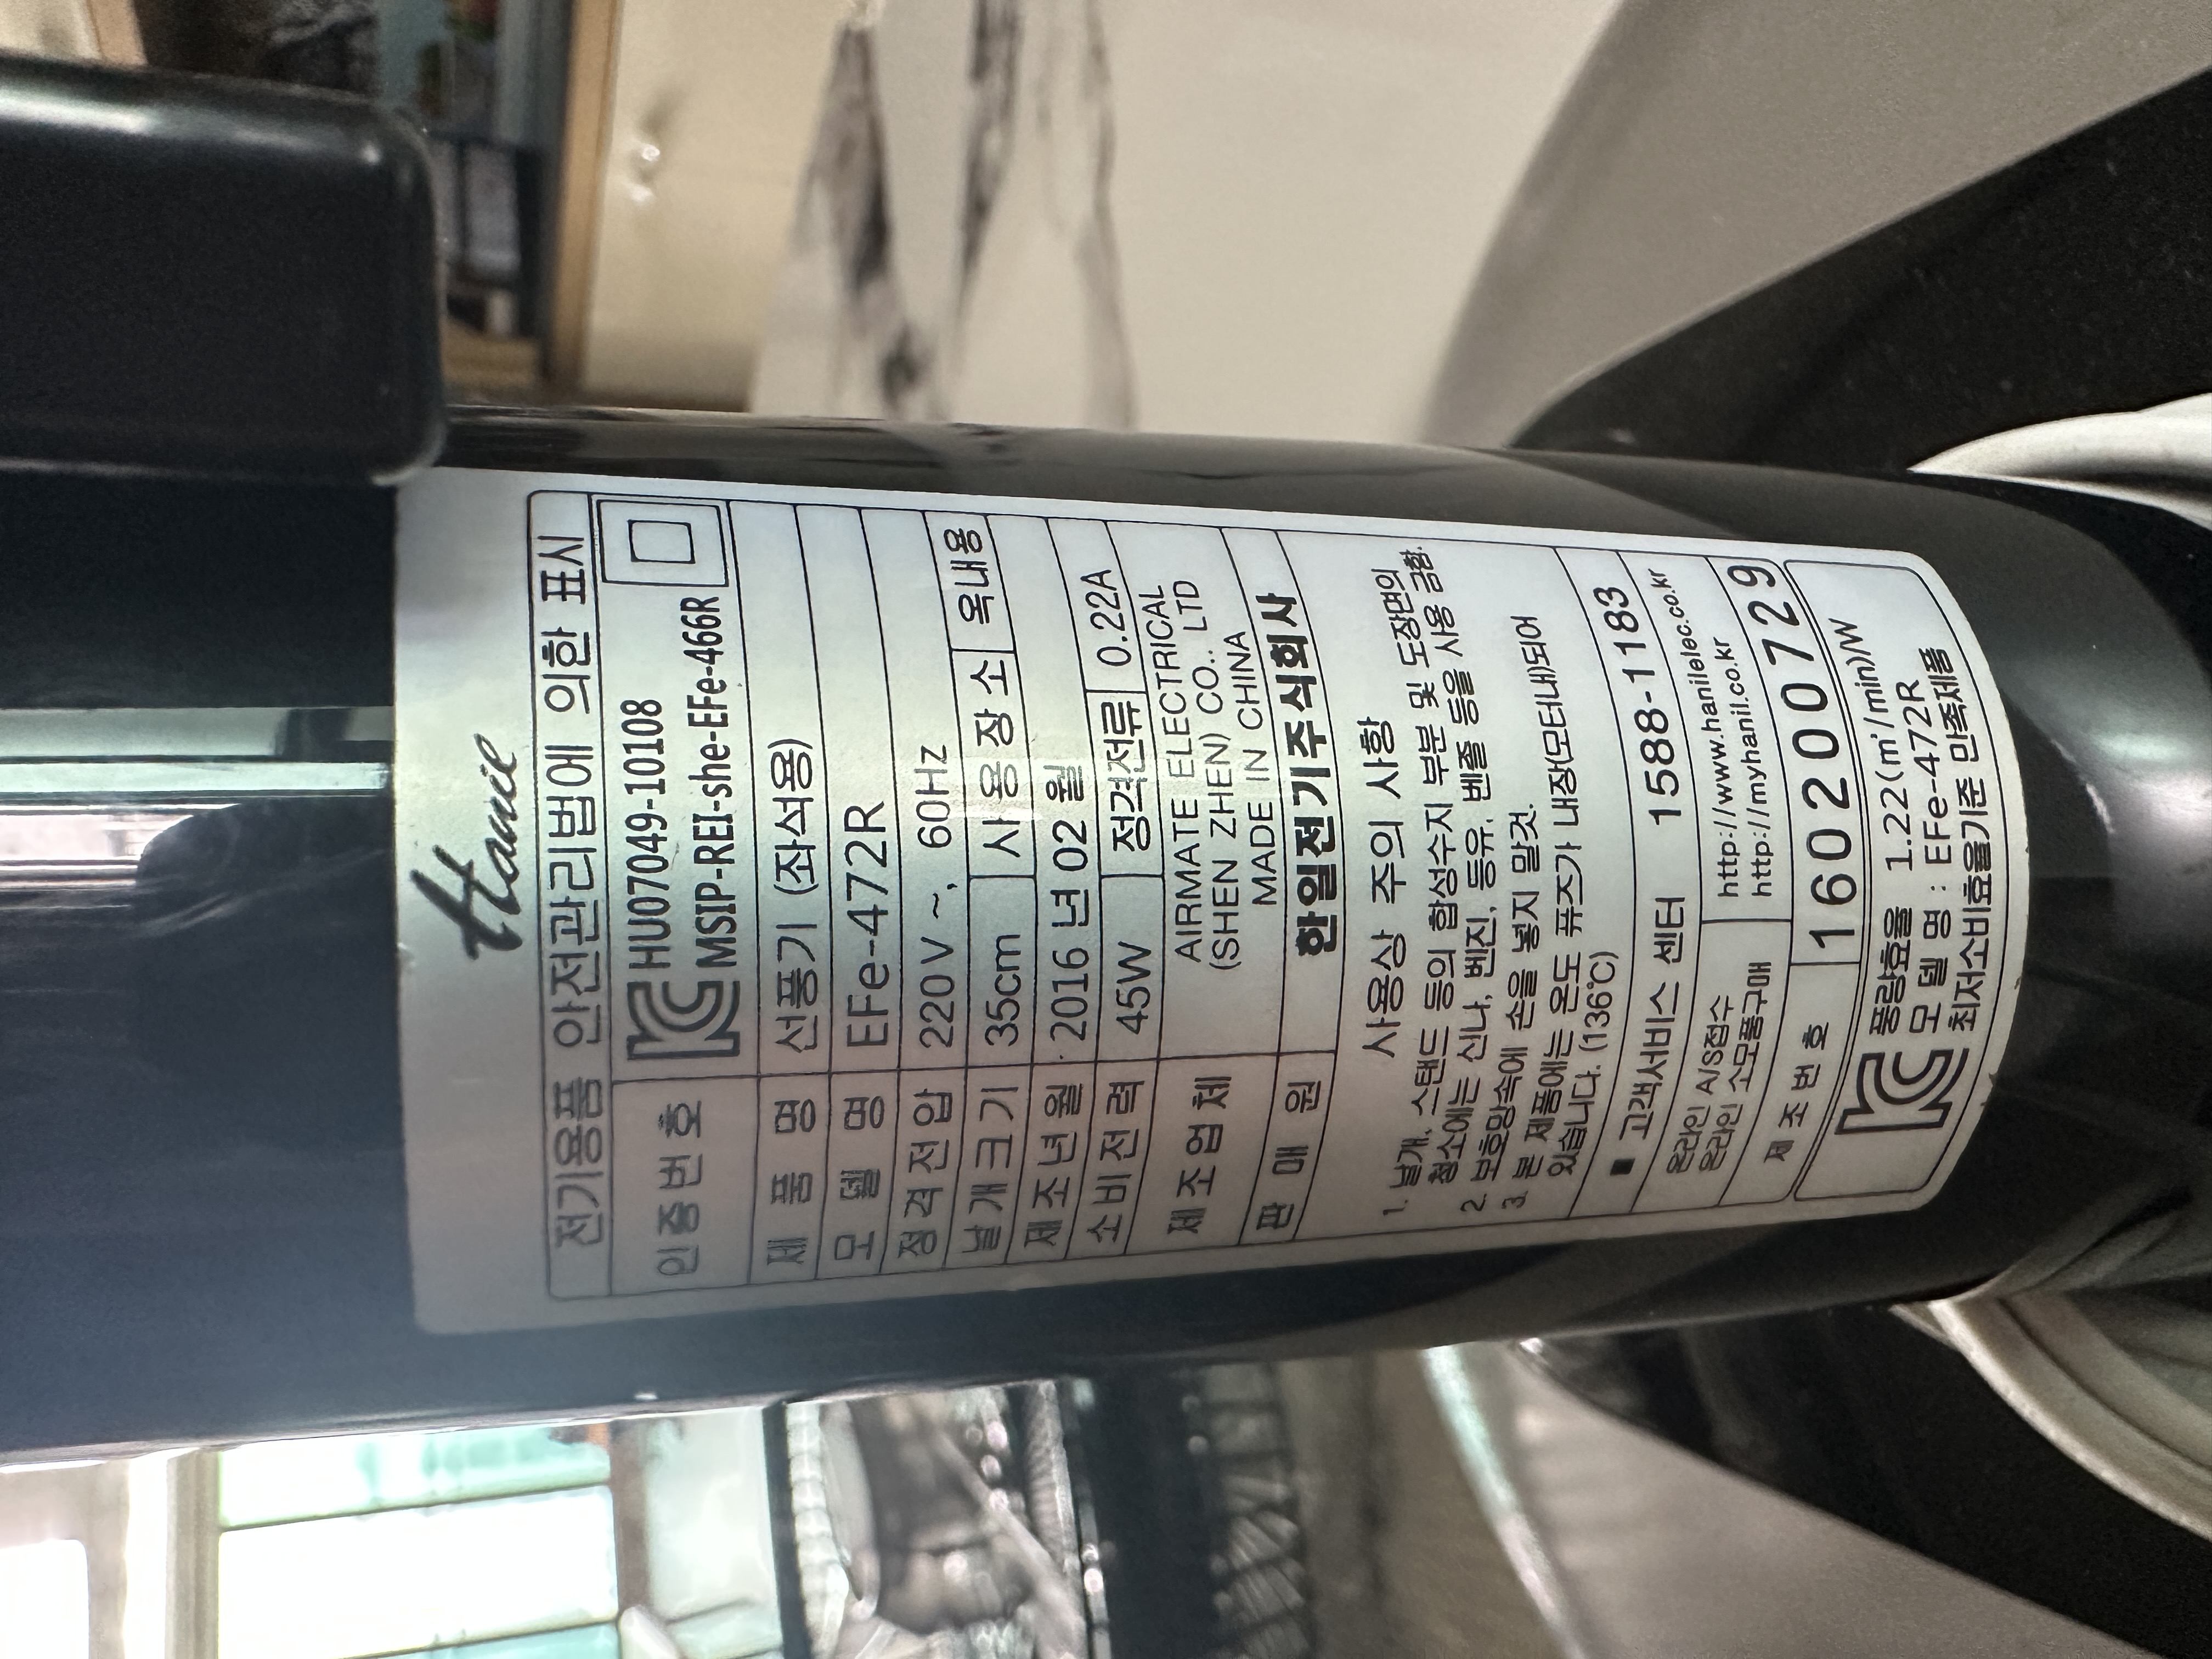 Hanil
전기용품 안전관리법에 의한 표시
인증번호 HU07049-10108
MSIP-REI-she-EFe-466R
제품명 선풍기 (좌석용)
모델명 EFe-472R
정격전압 220V ~, 60Hz
날개크기 35cm 사용장소 옥내용
제조년월 2016 년 02 월
소비전력 45W 정격전류 0.22A
제조업체 AIRMATE ELECTRICAL
(SHEN ZHEN) CO., LTD
MADE IN CHINA
판매원 한일전기주식회사
사용상 주의 사항
1. 날개, 스탠드 등의 합성수지 부분 및 도장면의
청소에는 신나, 벤진, 등유, 벤졸 등을 사용 금함.
2. 보호망속에 손을 넣지 말것.
3. 본 제품에는 온도 퓨즈가 내장(모터내)되어
있습니다. (136℃)
■ 고객서비스 센터 1588-1183
온라인 A/S접수 http://www.hanilelec.co.kr
온라인 소모품구매 http://myhanil.co.kr
제조번호 160200729
풍량효율 1.22(㎥/min)/W
모델명 : EFe-472R
최저소비효율기준 만족제품